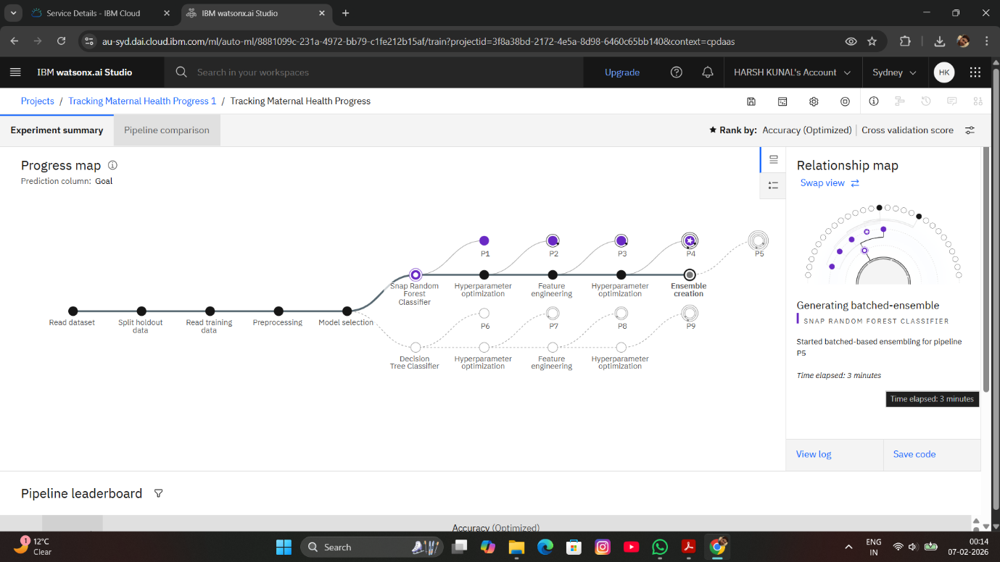 Service Details - IBM Cloud
IBM watsonx.ai Studio
au-syd.dai.cloud.ibm.com/ml/auto-ml/8881099c-231a-4972-bb79-c1fe212b15af/train?projectid=3f8a38bd-2172-4e5a-8d98-6460c65bb140&context=cpdaas
IBM watsonx.ai Studio
Search in your workspaces
Upgrade
HARSH KUNAL's Account
Sydney
HK
Projects / Tracking Maternal Health Progress 1 / Tracking Maternal Health Progress
Experiment summary
Pipeline comparison
Rank by: Accuracy (Optimized) | Cross validation score
Progress map
Prediction column: Goal
Relationship map
Swap view
P1
P2
P3
P4
P5
Snap Random
Forest
Classifier
Hyperparameter
optimization
Feature
engineering
Hyperparameter
optimization
Ensemble
creation
Read dataset
Split holdout
data
Read training
data
Preprocessing
Model selection
P6
P7
P8
P9
Decision
Tree Classifier
Hyperparameter
optimization
Feature
engineering
Hyperparameter
optimization
Generating batched-ensemble
SNAP RANDOM FOREST CLASSIFIER
Started batched-based ensembling for pipeline
P5
Time elapsed: 3 minutes
Time elapsed: 3 minutes
View log
Save code
Pipeline leaderboard
Accuracy (Optimized)
1
12°C
Clear
Search
ENG
IN
00:14
07-02-2026